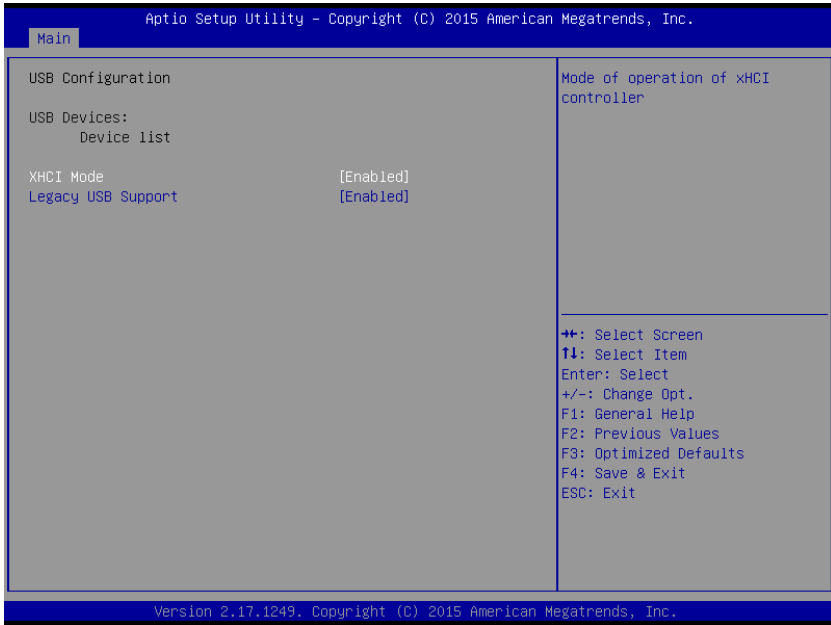 Aptio Setup Utility – Copyright (C) 2015 American Megatrends, Inc.
Main
USB Configuration
USB Devices:
Device list
XHCI Mode [Enabled]
Legacy USB Support [Enabled]
Mode of operation of xHCI
controller
→←: Select Screen
↑↓: Select Item
Enter: Select
+/-: Change Opt.
F1: General Help
F2: Previous Values
F3: Optimized Defaults
F4: Save & Exit
ESC: Exit
Version 2.17.1249. Copyright (C) 2015 American Megatrends, Inc.